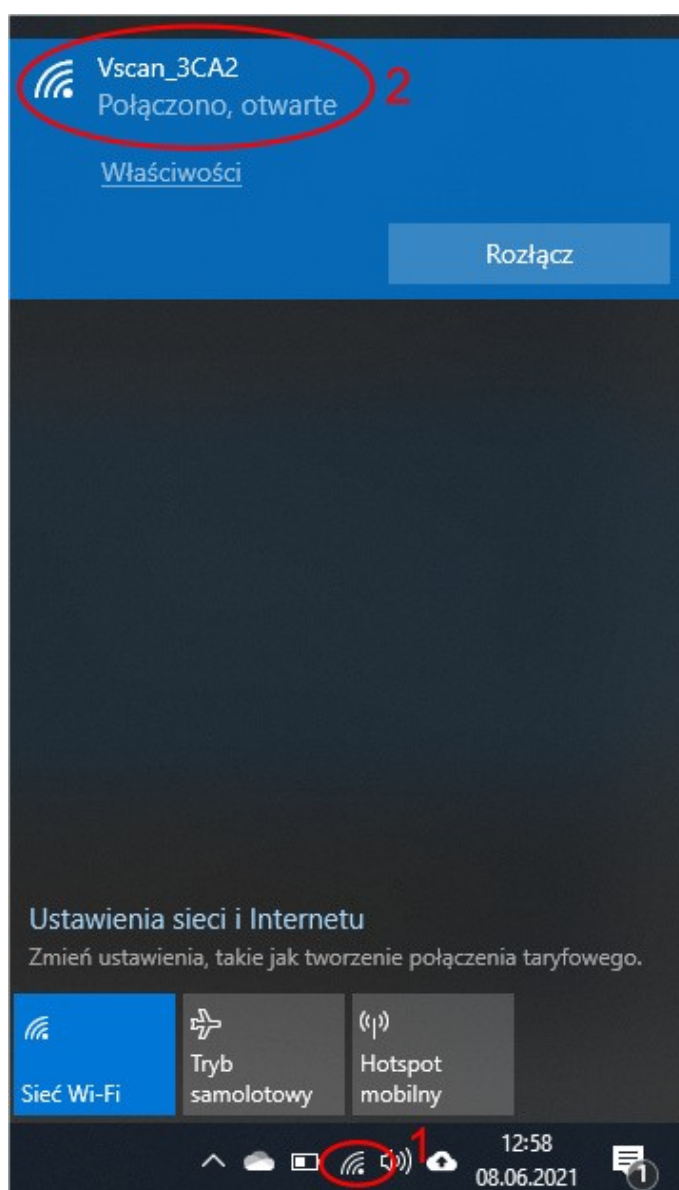 Vscan_3CA2
Połączono, otwarte
2
Właściwości
Rozłącz
Ustawienia sieci i Internetu
Zmień ustawienia, takie jak tworzenie połączenia taryfowego.
Sieć Wi-Fi
Tryb
samolotowy
Hotspot
mobilny
1
12:58
08.06.2021
1